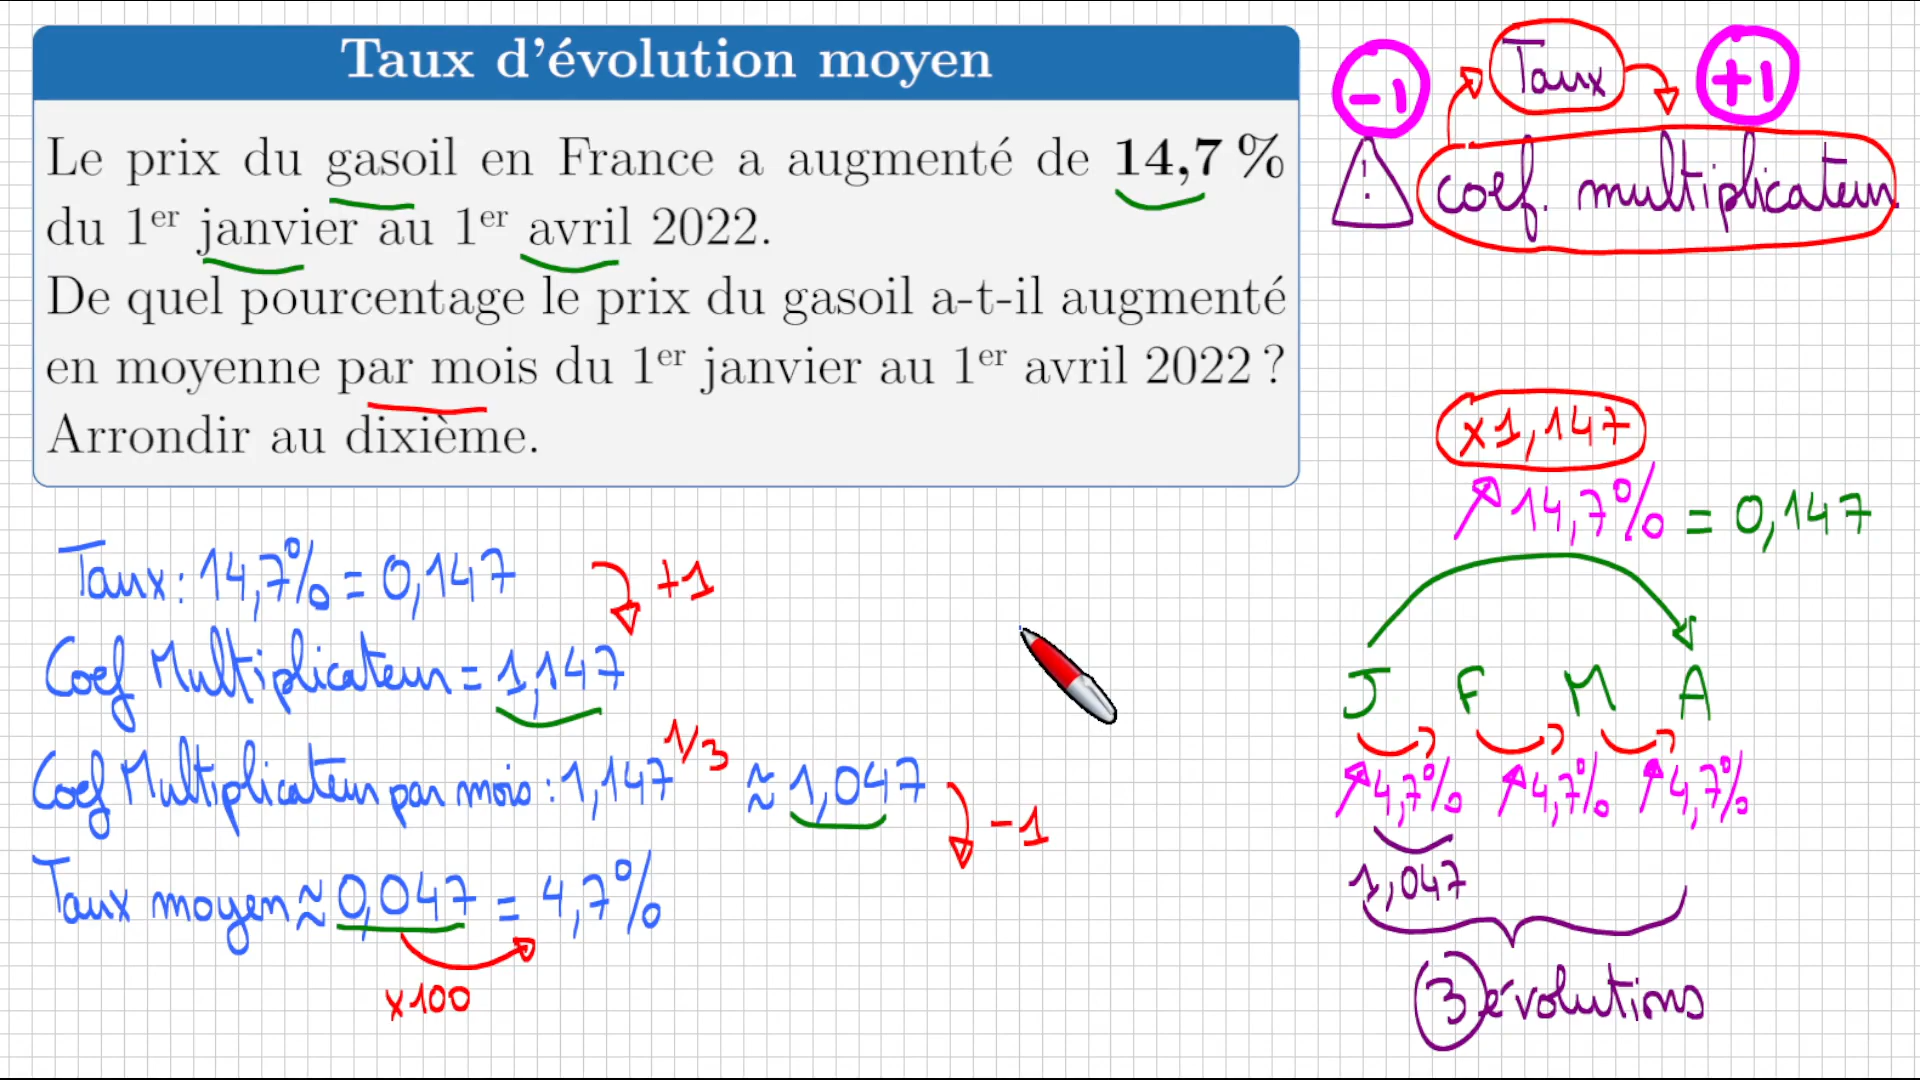 Taux d'évolution moyen
Le prix du gasoil en France a augmenté de 14,7 %
du 1er janvier au 1er avril 2022.
De quel pourcentage le prix du gasoil a-t-il augmenté
en moyenne par mois du 1er janvier au 1er avril 2022 ?
Arrondir au dixième.
-1 Taux +1
! coef. multiplicateur
x1,147
14,7% = 0,147
J F M A
4,7% 4,7% 4,7%
1,047
3 évolutions
Taux : 14,7% = 0,147
+1
Coef Multiplicateur = 1,147
Coef Multiplicateur par mois : 1,147^1/3 ≈ 1,047
-1
Taux moyen ≈ 0,047 = 4,7%
x100